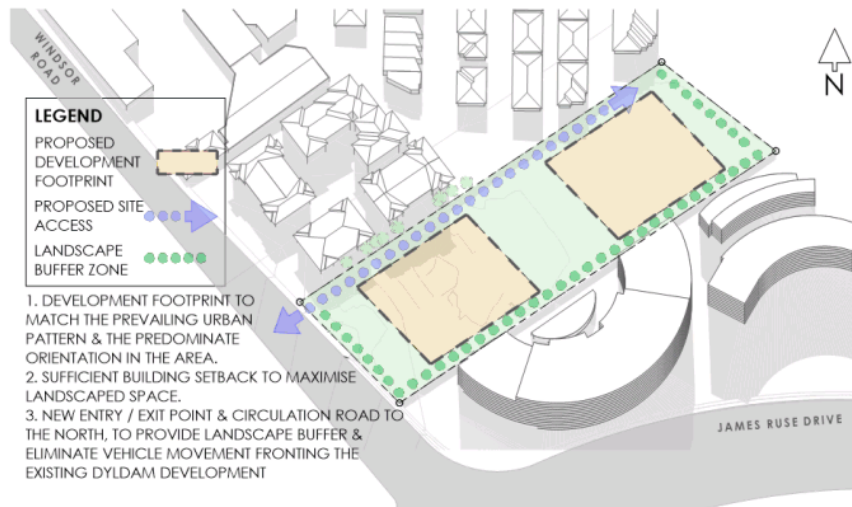 WINDSOR
ROAD
N
LEGEND
PROPOSED
DEVELOPMENT
FOOTPRINT
PROPOSED SITE
ACCESS
LANDSCAPE
BUFFER ZONE
1. DEVELOPMENT FOOTPRINT TO
MATCH THE PREVAILING URBAN
PATTERN & THE PREDOMINATE
ORIENTATION IN THE AREA.
2. SUFFICIENT BUILDING SETBACK TO MAXIMISE
LANDSCAPED SPACE.
3. NEW ENTRY / EXIT POINT & CIRCULATION ROAD TO
THE NORTH, TO PROVIDE LANDSCAPE BUFFER &
ELIMINATE VEHICLE MOVEMENT FRONTING THE
EXISTING DYLDAM DEVELOPMENT
JAMES RUSE DRIVE